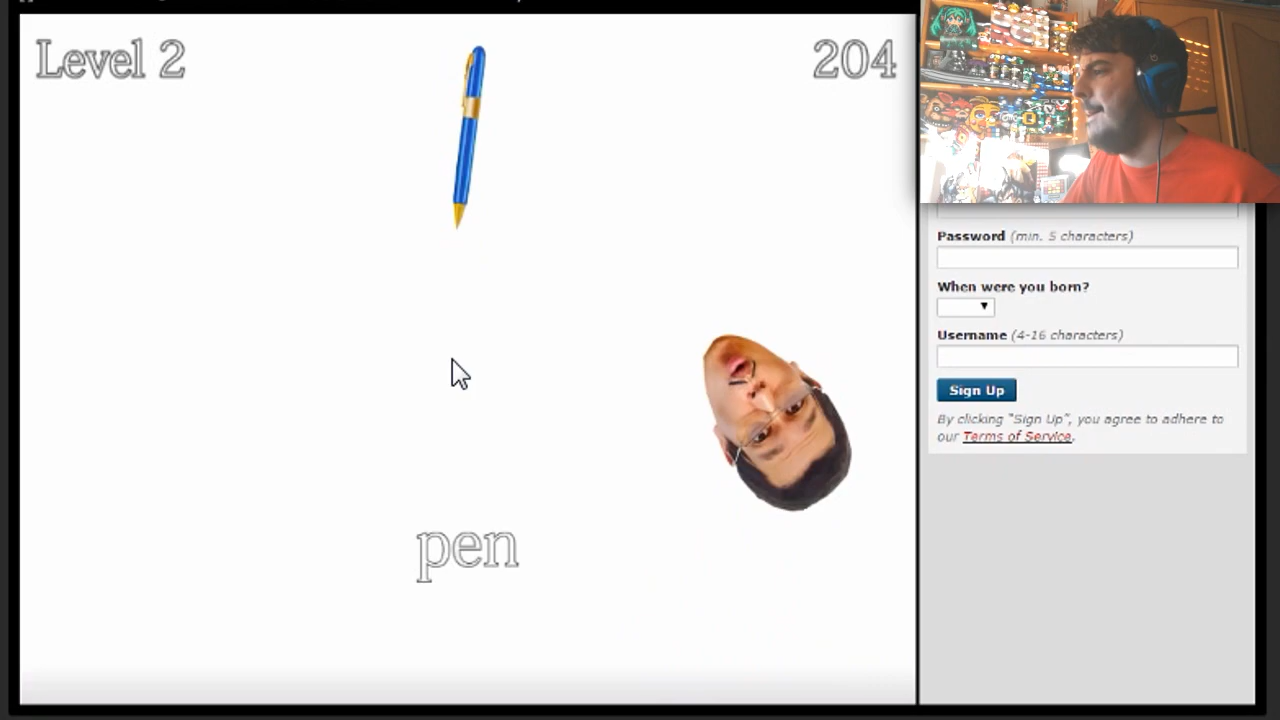 Level 2
204
pen
Password (min. 5 characters)
When were you born?
Username (4-16 characters)
Sign Up
By clicking "Sign Up", you agree to adhere to
our Terms of Service.